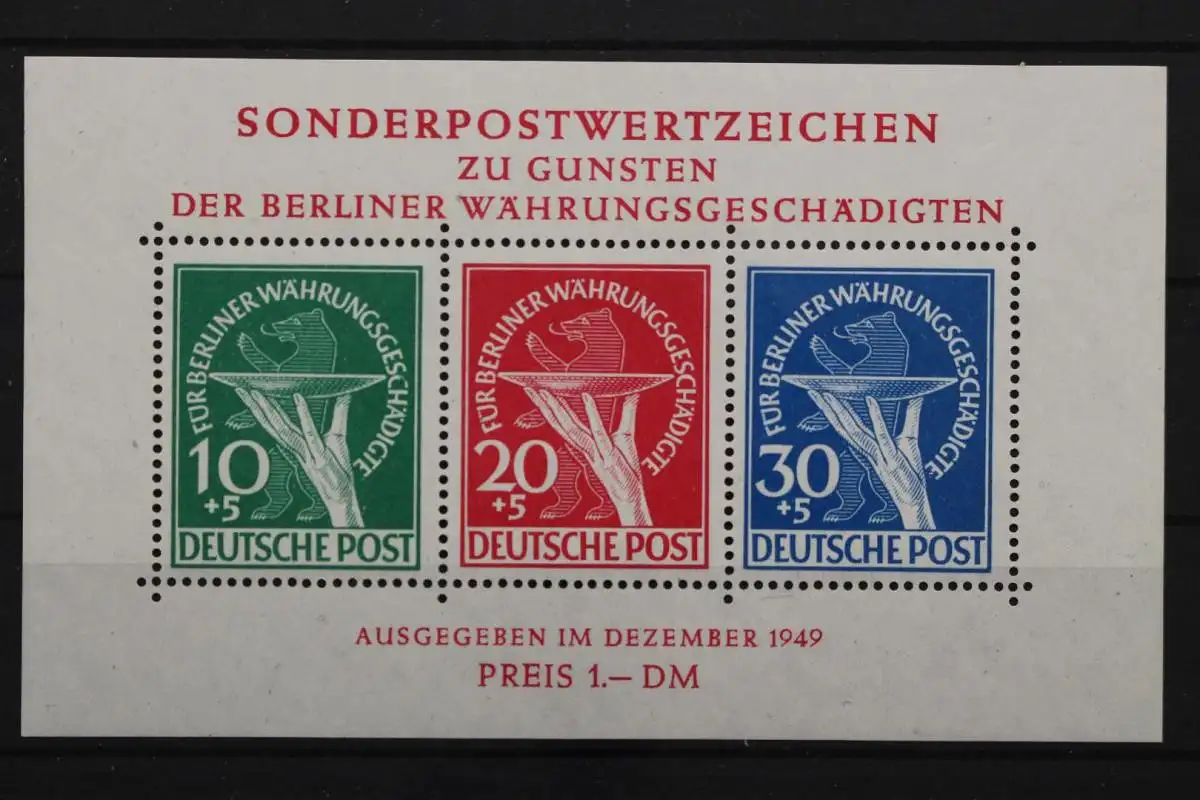 SONDERPOSTWERTZEICHEN
ZU GUNSTEN
DER BERLINER WÄHRUNGSGESCHÄDIGTEN
FÜR BERLINER WÄHRUNGSGESCHÄDIGTE
10
+5
DEUTSCHE POST
FÜR BERLINER WÄHRUNGSGESCHÄDIGTE
20
+5
DEUTSCHE POST
FÜR BERLINER WÄHRUNGSGESCHÄDIGTE
30
+5
DEUTSCHE POST
AUSGEGEBEN IM DEZEMBER 1949
PREIS 1.— DM